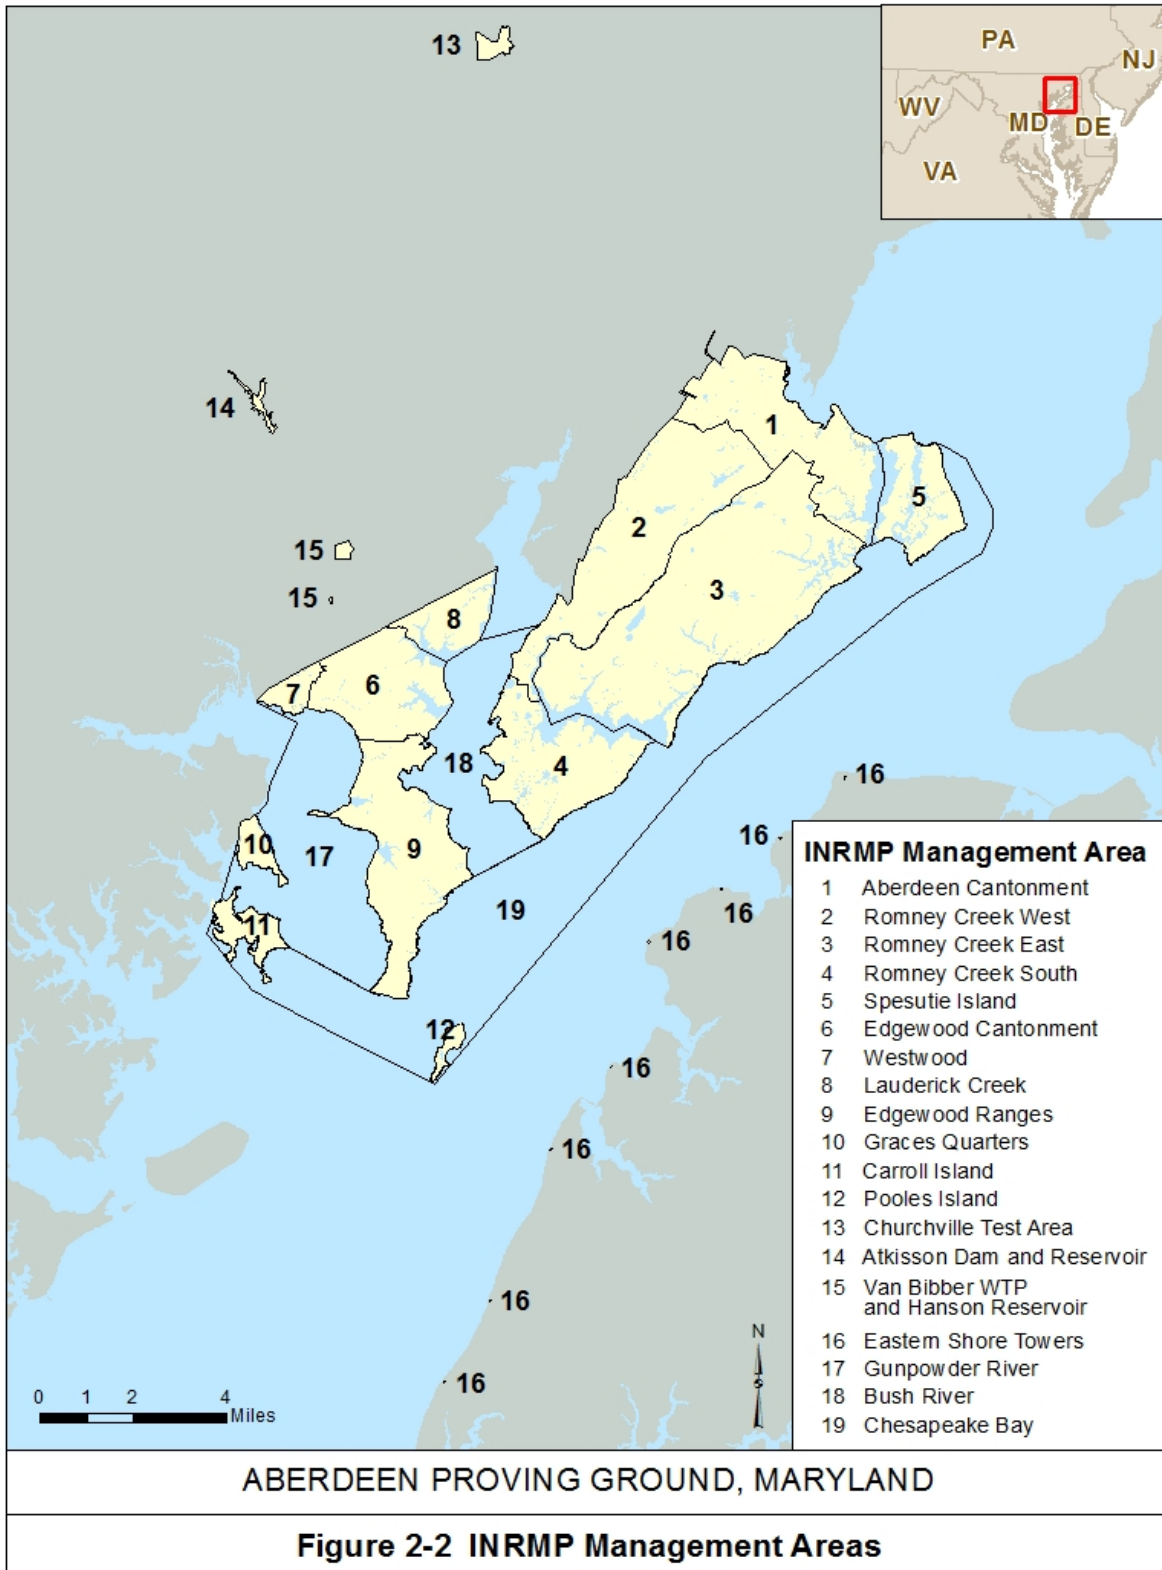 13
PA
NJ
WV
MD
DE
VA
14
1
5
2
15
3
15
8
6
7
18
4
16
10
17
9
16
19
16
11
16
12
16
16
16
16
INRMP Management Area
1 Aberdeen Cantonment
2 Romney Creek West
3 Romney Creek East
4 Romney Creek South
5 Spesutie Island
6 Edgewood Cantonment
7 Westwood
8 Lauderick Creek
9 Edgewood Ranges
10 Graces Quarters
11 Carroll Island
12 Pooles Island
13 Churchville Test Area
14 Atkisson Dam and Reservoir
15 Van Bibber WTP
and Hanson Reservoir
16 Eastern Shore Towers
17 Gunpowder River
18 Bush River
19 Chesapeake Bay
N
0 1 2 4
Miles
ABERDEEN PROVING GROUND, MARYLAND
Figure 2-2 INRMP Management Areas